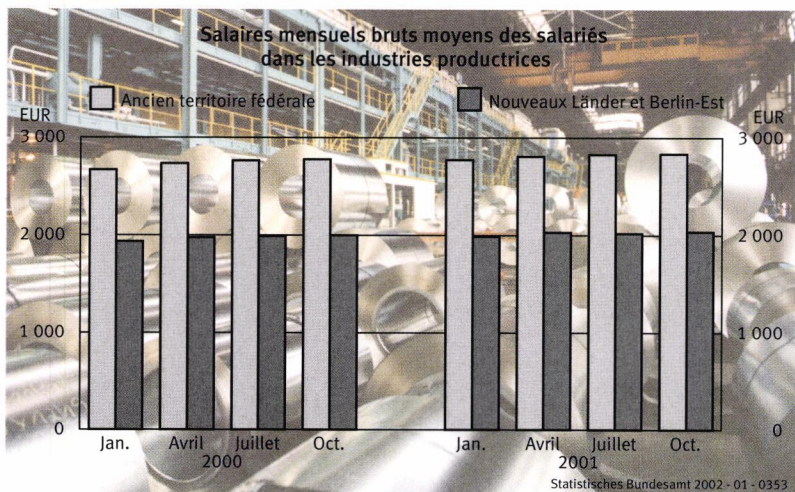 Salaires mensuels bruts moyens des salariés
dans les industries productrices
Ancien territoire fédérale
Nouveaux Länder et Berlin-Est
EUR
EUR
3 000
3 000
2 000
2 000
1 000
1 000
0
0
Jan. Avril Juillet Oct. Jan. Avril Juillet Oct.
2000 2001
Statistisches Bundesamt 2002 - 01 - 0353